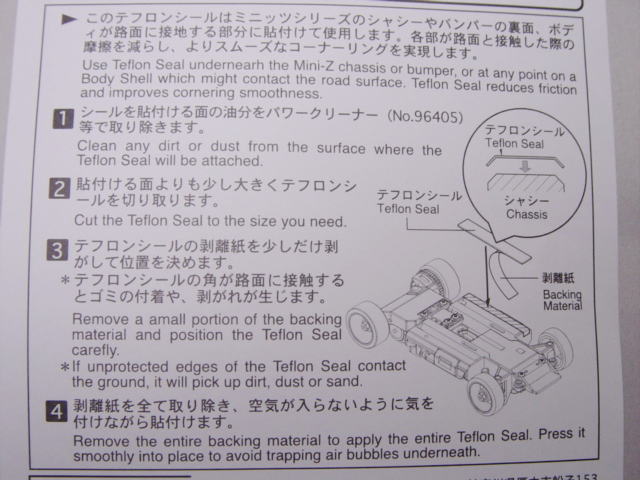 ▶ このテフロンシールはミニッツシリーズのシャシーやバンパーの裏面、ボデ
ィが路面に接地する部分に貼付けて使用します。各部が路面と接触した際の
摩擦を減らし、よりスムーズなコーナーリングを実現します。
Use Teflon Seal underneath the Mini-Z chassis or bumper, or at any point on a
Body Shell which might contact the road surface. Teflon Seal reduces friction
and improves cornering smoothness.
1 シールを貼付ける面の油分をパワークリーナー(No.96405)
等で取り除きます。
Clean any dirt or dust from the surface where the
Teflon Seal will be attached.
2 貼付ける面よりも少し大きくテフロンシ
ールを切り取ります。
Cut the Teflon Seal to the size you need.
3 テフロンシールの剥離紙を少しだけ剥
がして位置を決めます。
*テフロンシールの角が路面に接触する
とゴミの付着や、剥がれが生じます。
Remove a amall portion of the backing
material and position the Teflon Seal
carefly.
*If unprotected edges of the Teflon Seal contact
the ground, it will pick up dirt, dust or sand.
4 剥離紙を全て取り除き、空気が入らないように気を
付けながら貼付けます。
Remove the entire backing material to apply the entire Teflon Seal. Press it
smoothly into place to avoid trapping air bubbles underneath.
テフロンシール
Teflon Seal
シャシー
Chassis
テフロンシール
Teflon Seal
剥離紙
Backing
Material
153